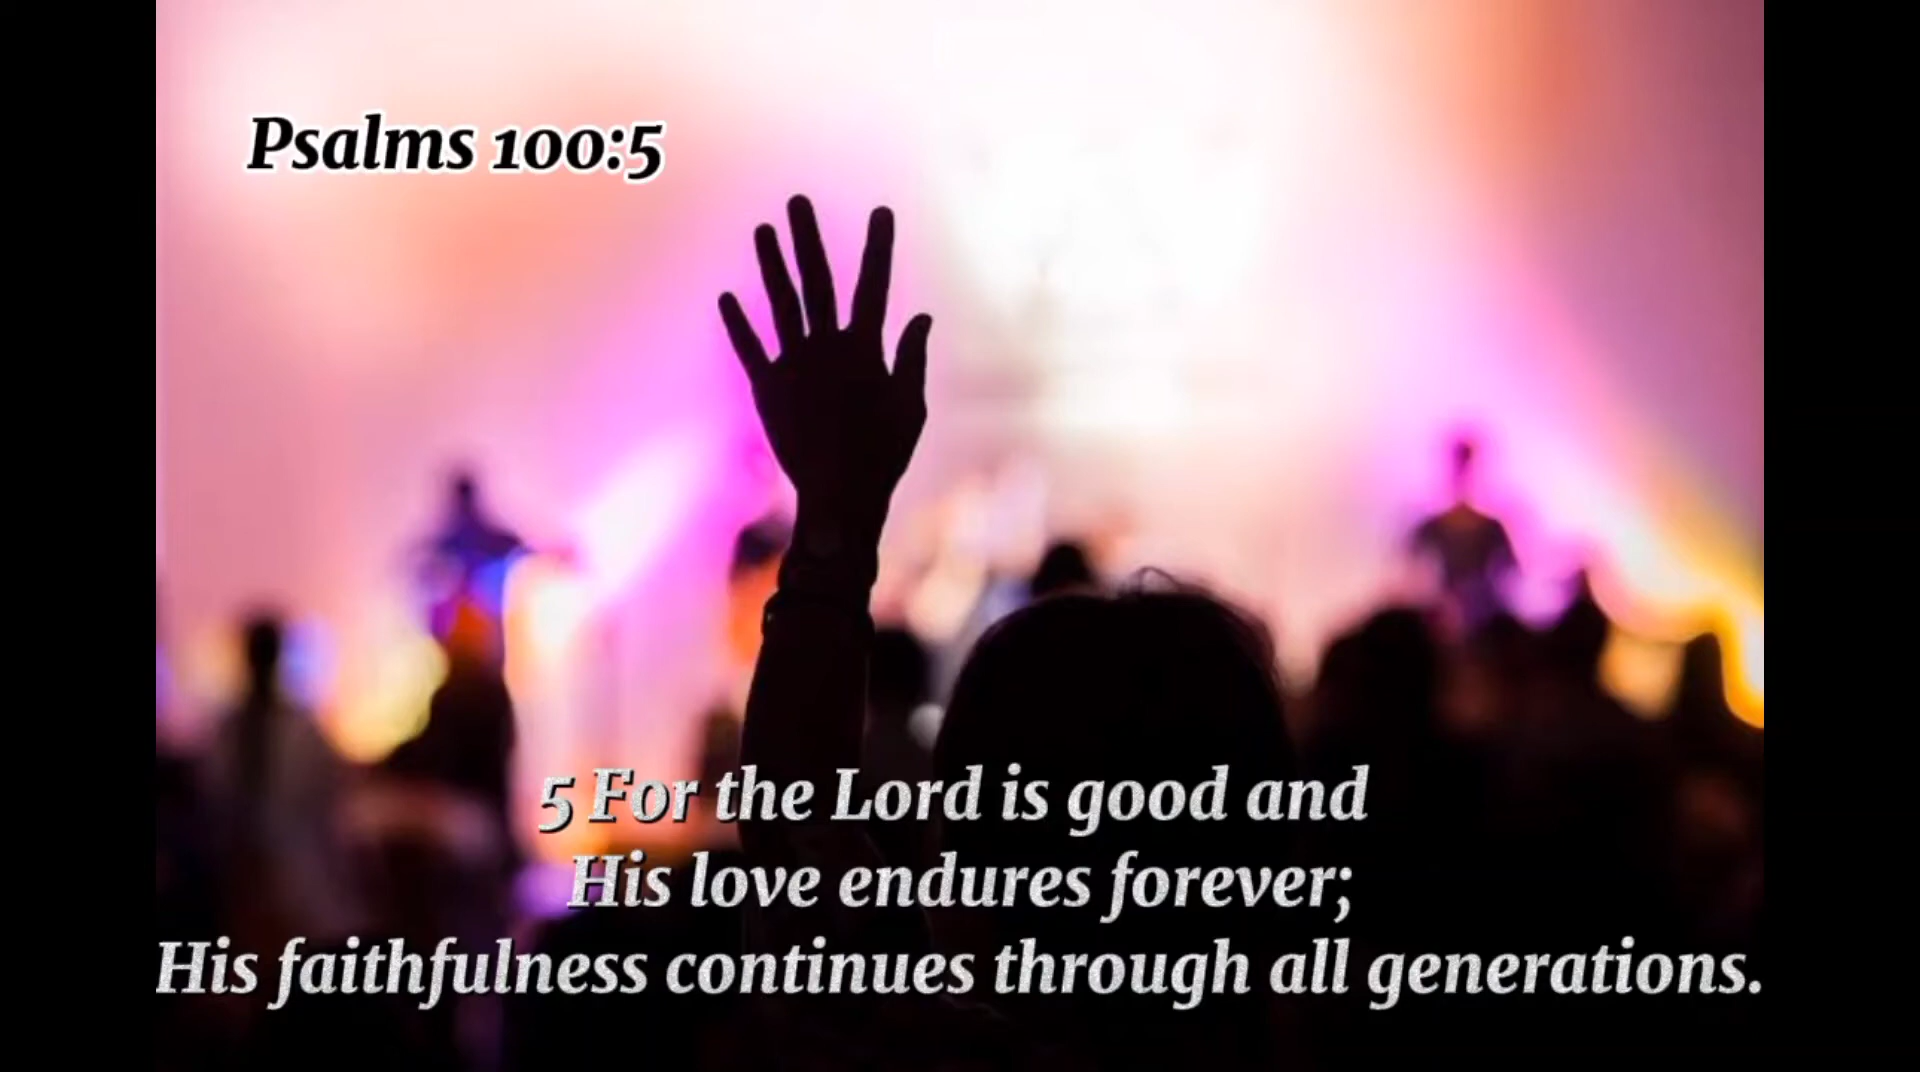 Psalms 100:5
5 For the Lord is good and
His love endures forever;
His faithfulness continues through all generations.